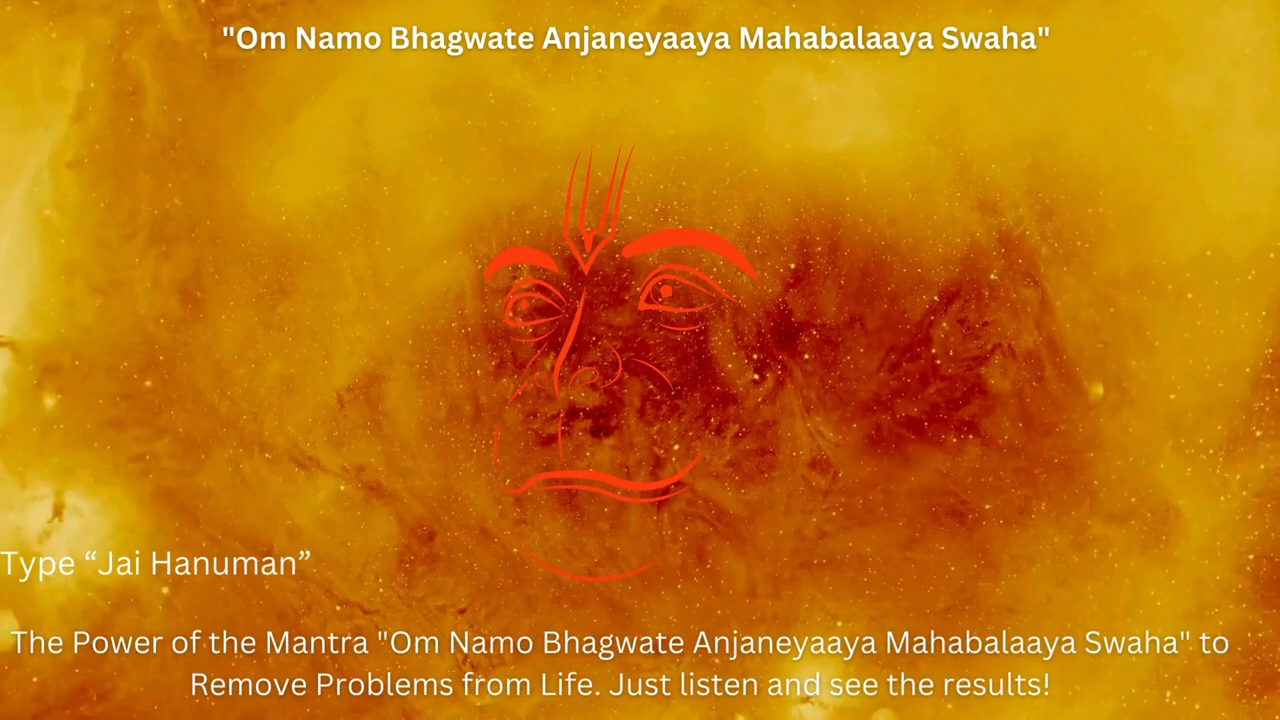 "Om Namo Bhagwate Anjaneyaaya Mahabalaaya Swaha"
Type “Jai Hanuman”
The Power of the Mantra "Om Namo Bhagwate Anjaneyaaya Mahabalaaya Swaha" to
Remove Problems from Life. Just listen and see the results!